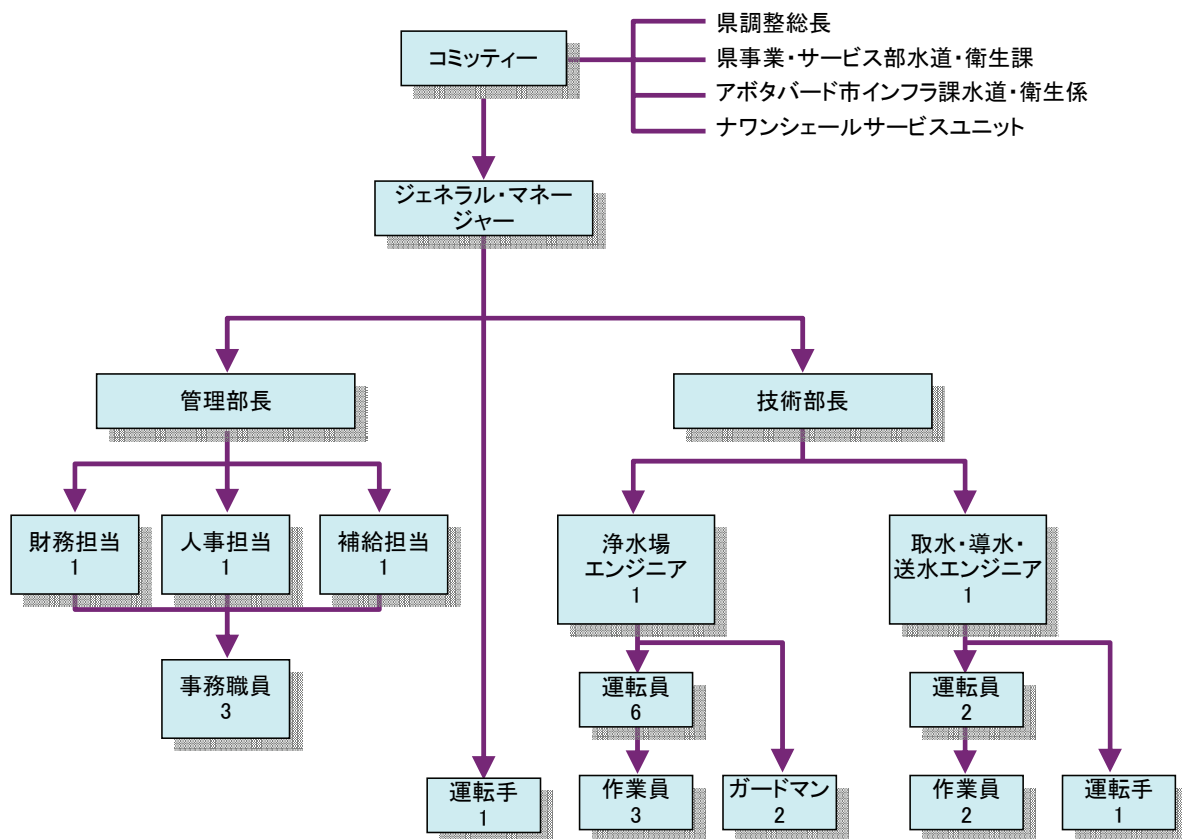 コミッティー
県調整総長
県事業・サービス部水道・衛生課
アボタバード市インフラ課水道・衛生係
ナワンシェールサービスユニット
ジェネラル・マネー
ジャー
管理部長
技術部長
財務担当
1
人事担当
1
補給担当
1
浄水場
エンジニア
1
取水・導水・
送水エンジニア
1
事務職員
3
運転員
6
運転員
2
運転手
1
作業員
3
ガードマン
2
作業員
2
運転手
1